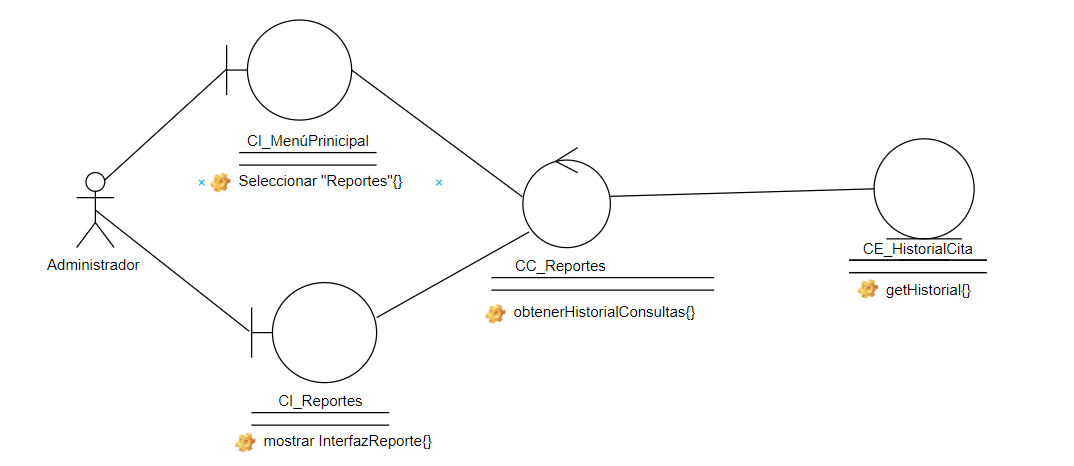 CI_MenúPrinicipal
Seleccionar "Reportes"{}
Administrador
CC_Reportes
obtenerHistorialConsultas{}
CE_HistorialCita
getHistorial{}
CI_Reportes
mostrar InterfazReporte{}